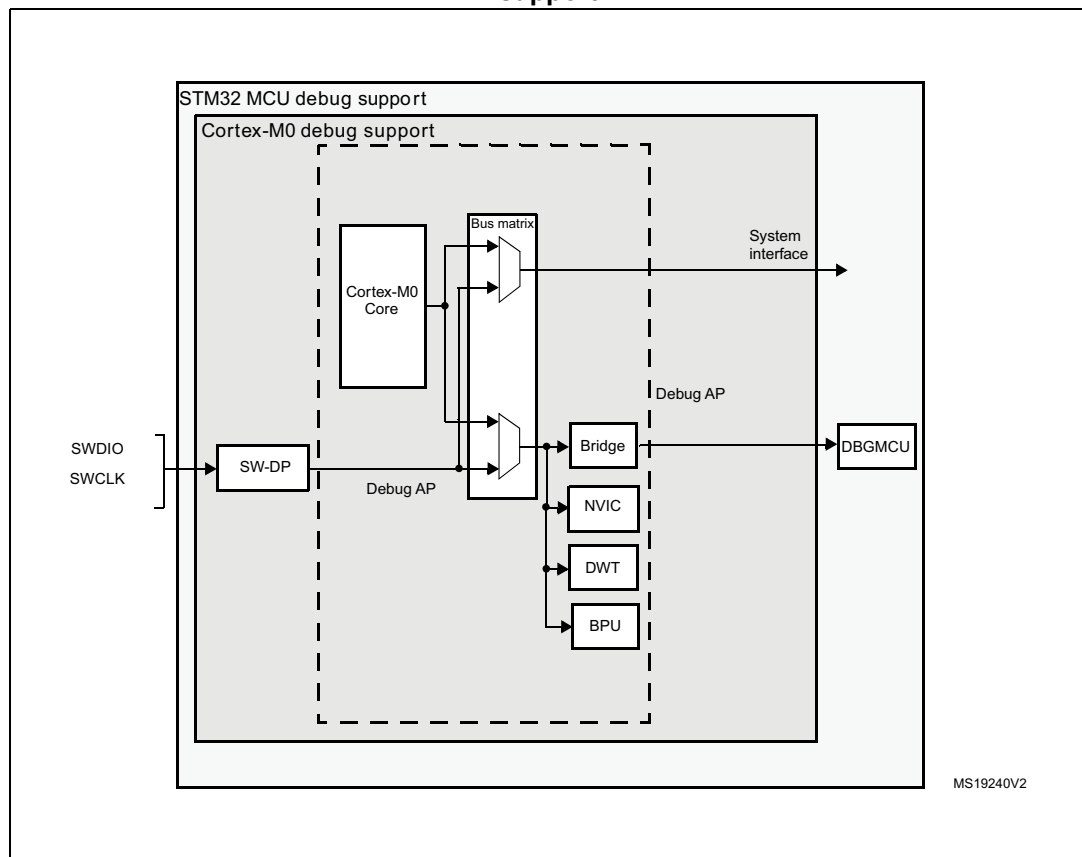 STM32 MCU debug support
Cortex-M0 debug support
Bus matrix
System
interface
Cortex-M0
Core
Debug AP
SWDIO
SWCLK
SW-DP
Debug AP
Bridge
DBGMCU
NVIC
DWT
BPU
MS19240V2